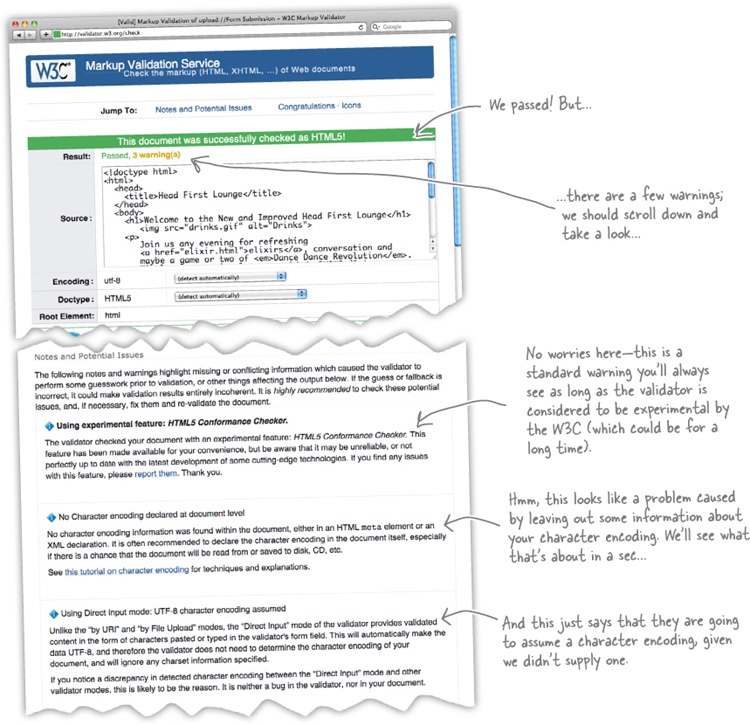 [Valid] Markup Validation of upload://Form Submission – W3C Markup Validator
http://validator.w3.org/check
Google
W3C
Markup Validation Service
Check the markup (HTML, XHTML, ...) of Web documents
Jump To: Notes and Potential Issues Congratulations · Icons
This document was successfully checked as HTML5!
Result: Passed, 3 warning(s)
Source :
<!doctype html>
<html>
<head>
<title>Head First Lounge</title>
</head>
<body>
<h1>Welcome to the New and Improved Head First Lounge</h1>
<img src="drinks.gif" alt="Drinks">
<p>
Join us any evening for refreshing
<a href="elixir.html">elixirs</a>, conversation and
maybe a game or two of <em>Dance Dance Revolution</em>.
Encoding : utf-8 (detect automatically)
Doctype : HTML5 (detect automatically)
Root Element: html
We passed! But...
...there are a few warnings;
we should scroll down and
take a look...
Notes and Potential Issues
The following notes and warnings highlight missing or conflicting information which caused the validator to
perform some guesswork prior to validation, or other things affecting the output below. If the guess or fallback is
incorrect, it could make validation results entirely incoherent. It is highly recommended to check these potential
issues, and, if necessary, fix them and re-validate the document.
Using experimental feature: HTML5 Conformance Checker.
The validator checked your document with an experimental feature: HTML5 Conformance Checker. This
feature has been made available for your convenience, but be aware that it may be unreliable, or not
perfectly up to date with the latest development of some cutting-edge technologies. If you find any issues
with this feature, please report them. Thank you.
No Character encoding declared at document level
No character encoding information was found within the document, either in an HTML meta element or an
XML declaration. It is often recommended to declare the character encoding in the document itself, especially
if there is a chance that the document will be read from or saved to disk, CD, etc.
See this tutorial on character encoding for techniques and explanations.
Using Direct Input mode: UTF-8 character encoding assumed
Unlike the "by URI" and "by File Upload" modes, the "Direct Input" mode of the validator provides validated
content in the form of characters pasted or typed in the validator's form field. This will automatically make the
data UTF-8, and therefore the validator does not need to determine the character encoding of your
document, and will ignore any charset information specified.
If you notice a discrepancy in detected character encoding between the "Direct Input" mode and other
validator modes, this is likely to be the reason. It is neither a bug in the validator, nor in your document.
No worries here—this is a
standard warning you'll always
see as long as the validator is
considered to be experimental by
the W3C (which could be for a
long time).
Hmm, this looks like a problem caused
by leaving out some information about
your character encoding. We'll see what
that's about in a sec...
And this just says that they are going
to assume a character encoding, given
we didn't supply one.